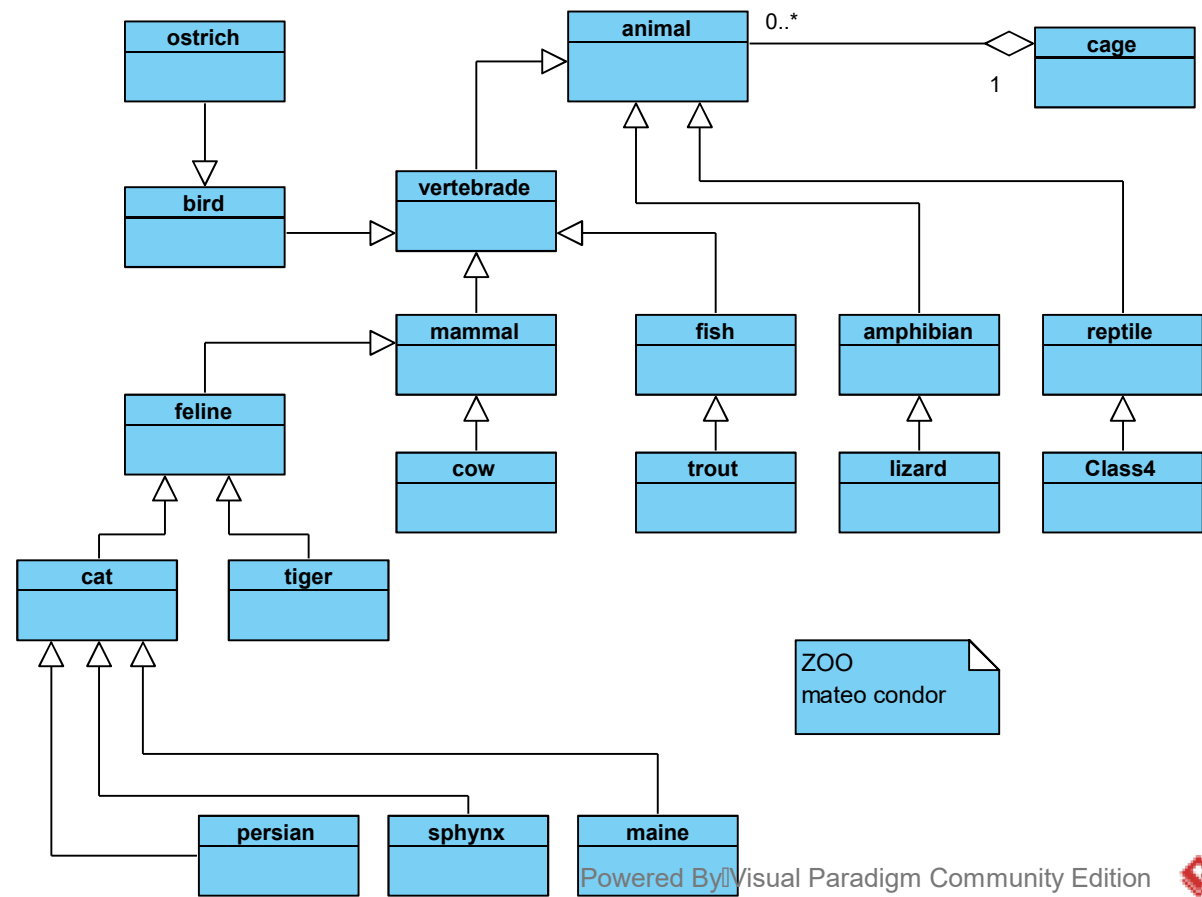 ostrich
animal
0..*
cage
1
vertebrade
bird
mammal
fish
amphibian
reptile
feline
cow
trout
lizard
Class4
cat
tiger
ZOO
mateo condor
persian
sphynx
maine
Powered By Visual Paradigm Community Edition